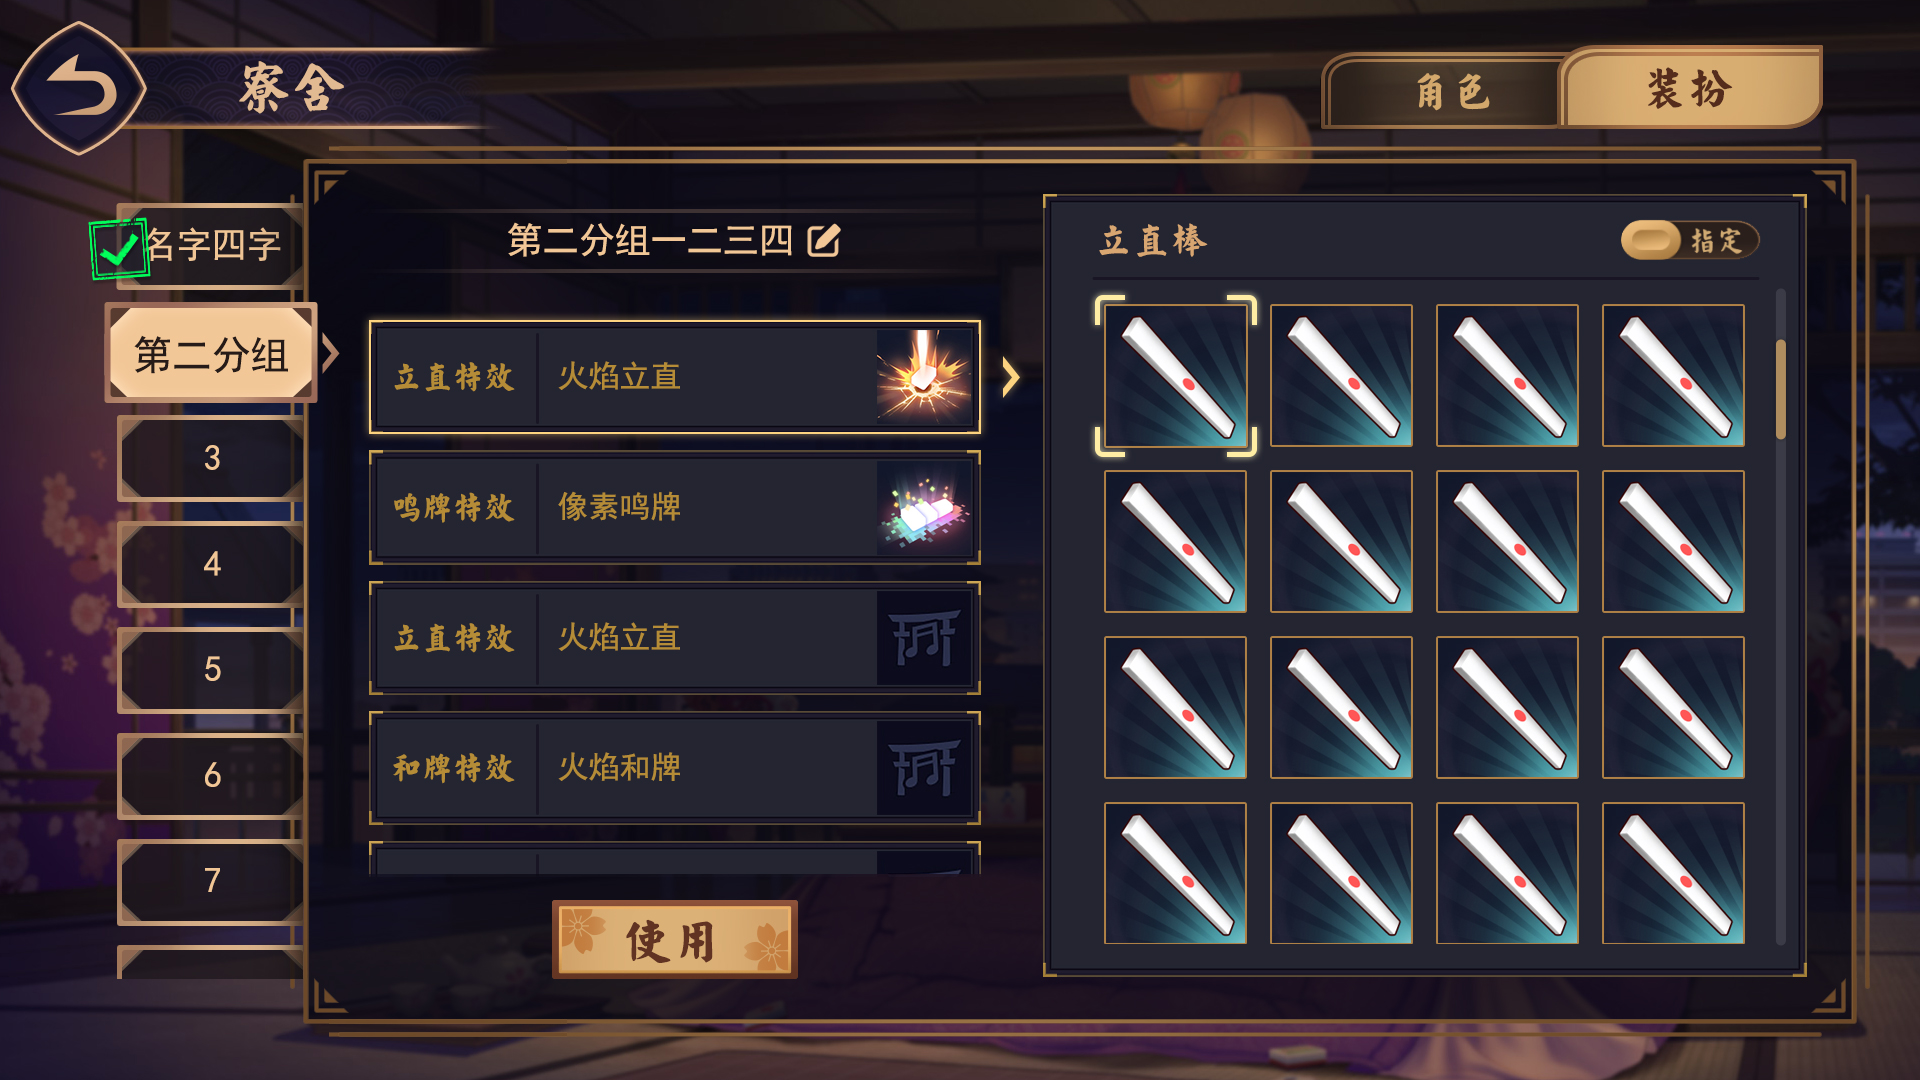 寮舍
角色
装扮
名字四字
第二分组
3
4
5
6
7
第二分组一二三四
立直特效 火焰立直
鸣牌特效 像素鸣牌
立直特效 火焰立直
和牌特效 火焰和牌
使用
立直棒
指定